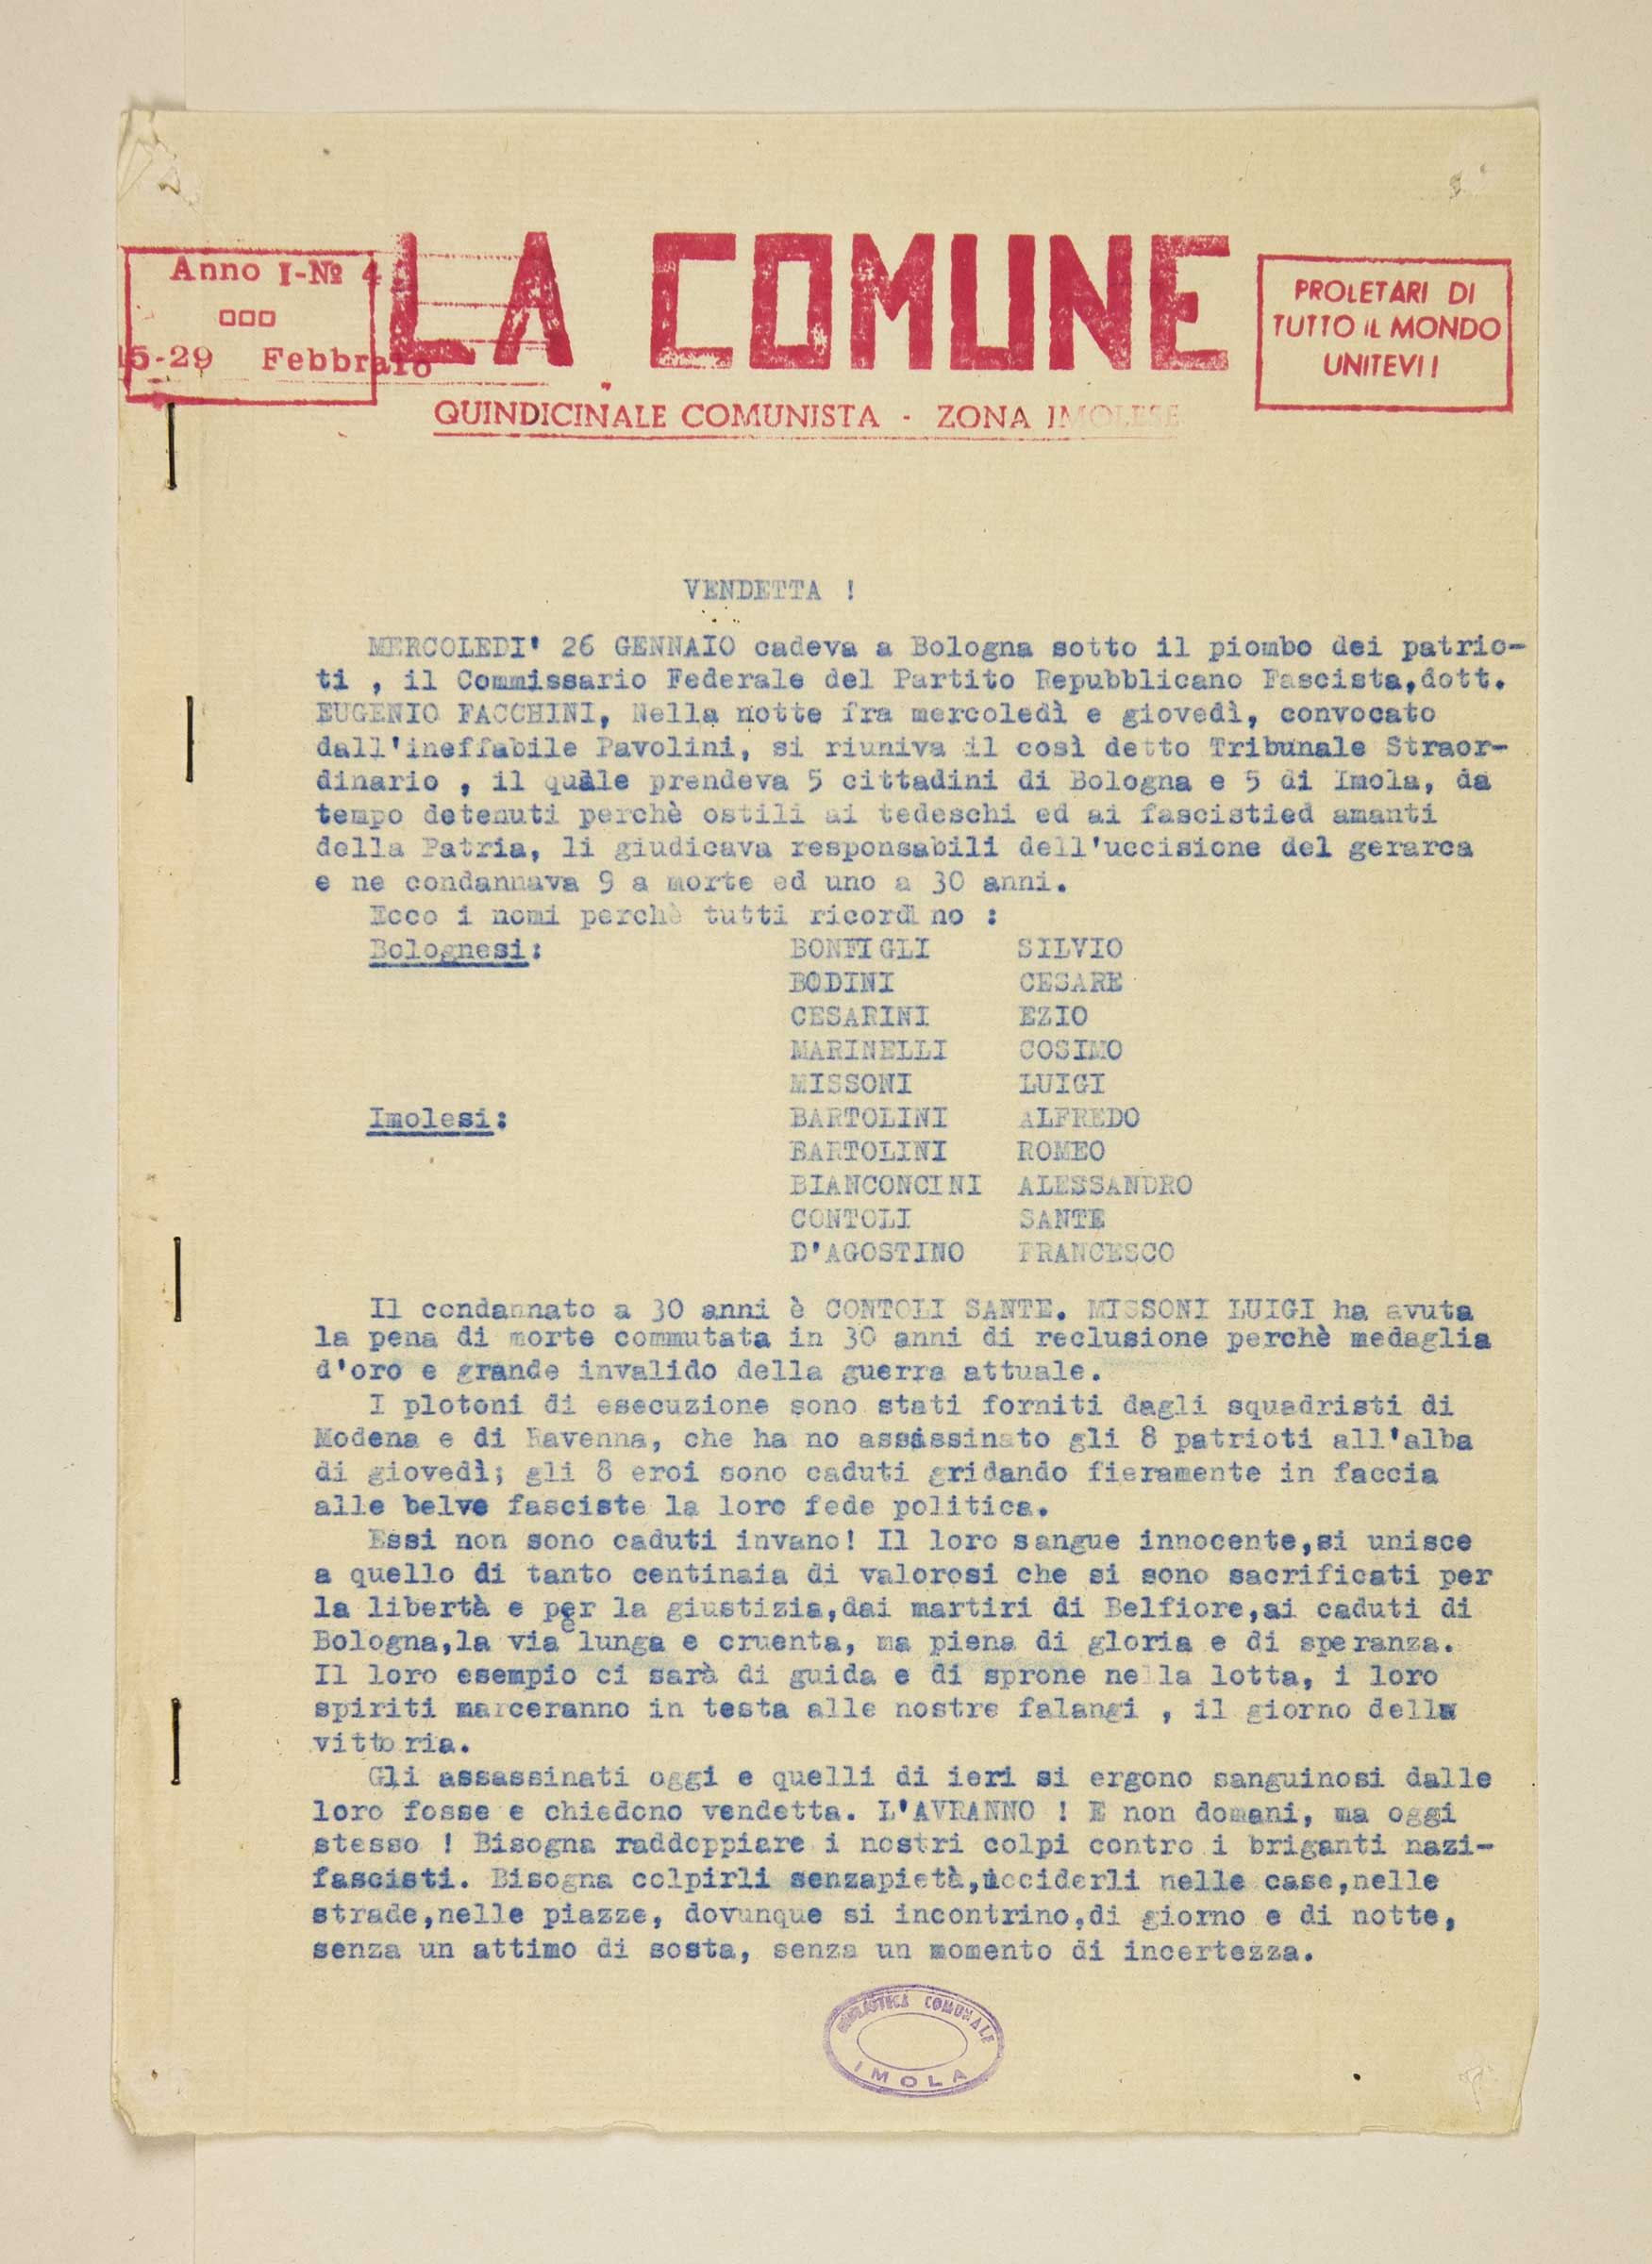 Anno I-Nº 4
□□□
15-29 Febbraio
LA COMUNE
PROLETARI DI
TUTTO IL MONDO
UNITEVI!
QUINDICINALE COMUNISTA - ZONA IMOLESE
VENDETTA !
MERCOLEDI' 26 GENNAIO cadeva a Bologna sotto il piombo dei patrio-
ti , il Commissario Federale del Partito Repubblicano Fascista,dott.
EUGENIO FACCHINI, Nella notte fra mercoledì e giovedì, convocato
dall'ineffabile Pavolini, si riuniva il così detto Tribunale Straor-
dinario , il quale prendeva 5 cittadini di Bologna e 5 di Imola, da
tempo detenuti perchè ostili ai tedeschi ed ai fascistied amanti
della Patria, li giudicava responsabili dell'uccisione del gerarca
e ne condannava 9 a morte ed uno a 30 anni.
Ecco i nomi perchè tutti ricordino :
Bolognesi: BONFIGLI SILVIO
BODINI CESARE
CESARINI EZIO
MARINELLI COSIMO
MISSONI LUIGI
Imolesi: BARTOLINI ALFREDO
BARTOLINI ROMEO
BIANCONCINI ALESSANDRO
CONTOLI SANTE
D'AGOSTINO FRANCESCO
Il condannato a 30 anni è CONTOLI SANTE. MISSONI LUIGI ha avuta
la pena di morte commutata in 30 anni di reclusione perchè medaglia
d'oro e grande invalido della guerra attuale.
I plotoni di esecuzione sono stati forniti dagli squadristi di
Modena e di Ravenna, che ha no assassinato gli 8 patrioti all'alba
di giovedì; gli 8 eroi sono caduti gridando fieramente in faccia
alle belve fasciste la loro fede politica.
Essi non sono caduti invano! Il loro sangue innocente,si unisce
a quello di tanto centinaia di valorosi che si sono sacrificati per
la libertà e per la giustizia,dai martiri di Belfiore,ai caduti di
Bologna,la via e lunga e cruenta, ma piena di gloria e di speranza.
Il loro esempio ci sarà di guida e di sprone nella lotta, i loro
spiriti marceranno in testa alle nostre falangi , il giorno della
vittoria.
Gli assassinati oggi e quelli di ieri si ergono sanguinosi dalle
loro fosse e chiedono vendetta. L'AVRANNO ! E non domani, ma oggi
stesso ! Bisogna raddoppiare i nostri colpi contro i briganti nazi-
fascisti. Bisogna colpirli senzapietà,ucciderli nelle case,nelle
strade,nelle piazze, dovunque si incontrino,di giorno e di notte,
senza un attimo di sosta, senza un momento di incertezza.
BIBLIOTECA COMUNALE
IMOLA